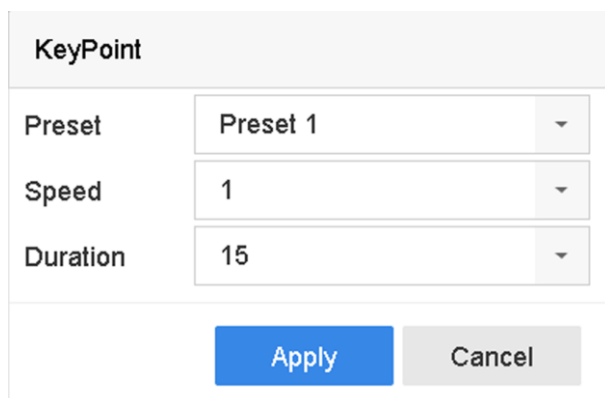 KeyPoint
Preset Preset 1
Speed 1
Duration 15
Apply Cancel